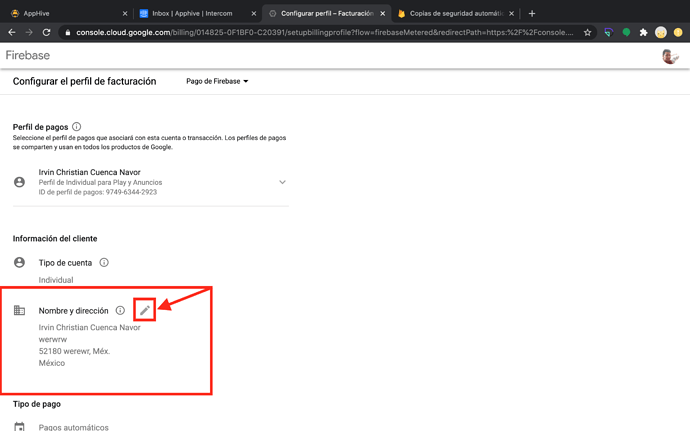 AppHive
Inbox | Apphive | Intercom
Configurar perfil – Facturación
Copias de seguridad automátic
console.cloud.google.com/billing/014825-0F1BF0-C20391/setupbillingprofile?flow=firebaseMetered&redirectPath=https:%2F%2Fconsole....
Firebase
Configurar el perfil de facturación
Pago de Firebase
Perfil de pagos
Seleccione el perfil de pagos que asociará con esta cuenta o transacción. Los perfiles de pagos
se comparten y usan en todos los productos de Google.
Irvin Christian Cuenca Navor
Perfil de Individual para Play y Anuncios
ID de perfil de pagos: 9749-6344-2923
Información del cliente
Tipo de cuenta
Individual
Nombre y dirección
Irvin Christian Cuenca Navor
werwrw
52180 werewr, Méx.
México
Tipo de pago
Pagos automáticos